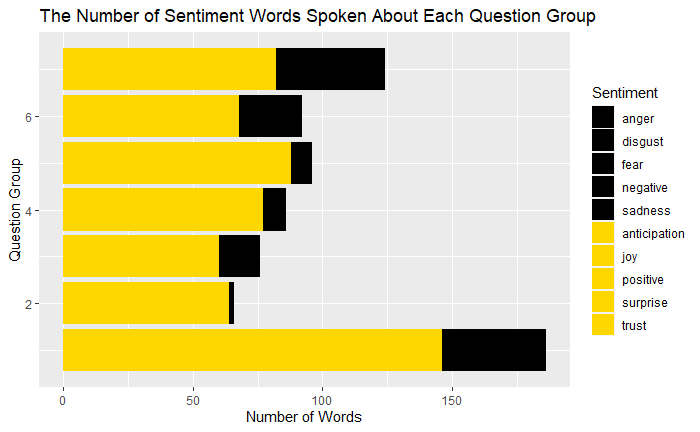 The Number of Sentiment Words Spoken About Each Question Group
Question Group
6
4
2
0
50
100
150
Number of Words
Sentiment
anger
disgust
fear
negative
sadness
anticipation
joy
positive
surprise
trust